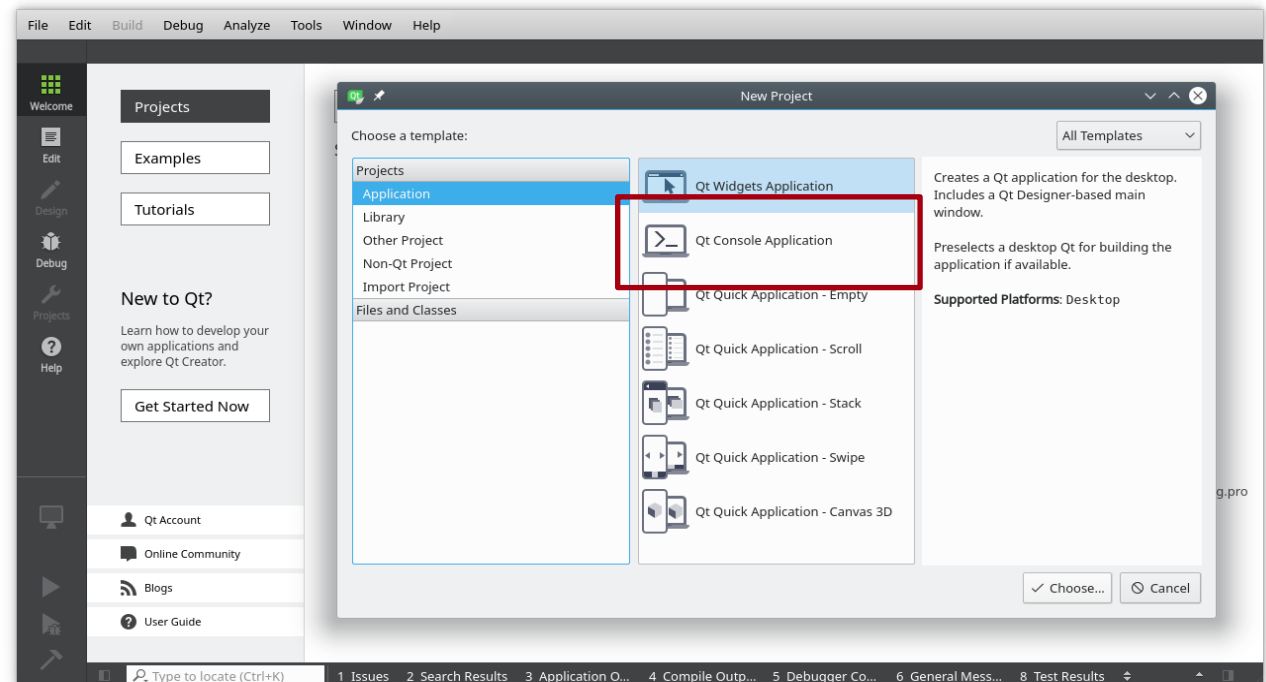 File Edit Build Debug Analyze Tools Window Help
Welcome
Edit
Design
Debug
Projects
Help
Projects
Examples
Tutorials
New to Qt?
Learn how to develop your
own applications and
explore Qt Creator.
Get Started Now
Qt Account
Online Community
Blogs
User Guide
New Project
Choose a template:
All Templates
Projects
Application
Library
Other Project
Non-Qt Project
Import Project
Files and Classes
Qt Widgets Application
Qt Console Application
Qt Quick Application - Empty
Qt Quick Application - Scroll
Qt Quick Application - Stack
Qt Quick Application - Swipe
Qt Quick Application - Canvas 3D
Creates a Qt application for the desktop.
Includes a Qt Designer-based main
window.
Preselects a desktop Qt for building the
application if available.
Supported Platforms: Desktop
g.pro
Choose... Cancel
Type to locate (Ctrl+K) 1 Issues 2 Search Results 3 Application O... 4 Compile Outp... 5 Debugger Co... 6 General Mess... 8 Test Results